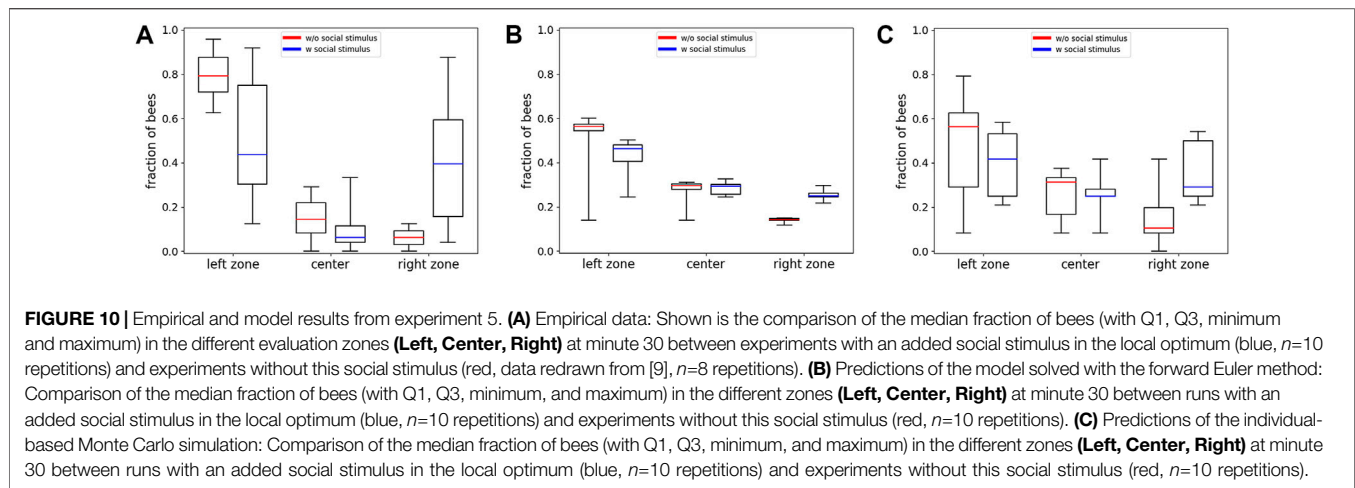 A
B
C
1.0
0.8
0.6
0.4
0.2
0.0
fraction of bees
w/o social stimulus
w social stimulus
left zone
center
right zone
1.0
0.8
0.6
0.4
0.2
0.0
fraction of bees
w/o social stimulus
w social stimulus
left zone
center
right zone
1.0
0.8
0.6
0.4
0.2
0.0
fraction of bees
w/o social stimulus
w social stimulus
left zone
center
right zone
FIGURE 10 | Empirical and model results from experiment 5. (A) Empirical data: Shown is the comparison of the median fraction of bees (with Q1, Q3, minimum
and maximum) in the different evaluation zones (Left, Center, Right) at minute 30 between experiments with an added social stimulus in the local optimum (blue, n=10
repetitions) and experiments without this social stimulus (red, data redrawn from [9], n=8 repetitions). (B) Predictions of the model solved with the forward Euler method:
Comparison of the median fraction of bees (with Q1, Q3, minimum, and maximum) in the different zones (Left, Center, Right) at minute 30 between runs with an
added social stimulus in the local optimum (blue, n=10 repetitions) and experiments without this social stimulus (red, n=10 repetitions). (C) Predictions of the individual-
based Monte Carlo simulation: Comparison of the median fraction of bees (with Q1, Q3, minimum, and maximum) in the different zones (Left, Center, Right) at minute
30 between runs with an added social stimulus in the local optimum (blue, n=10 repetitions) and experiments without this social stimulus (red, n=10 repetitions).